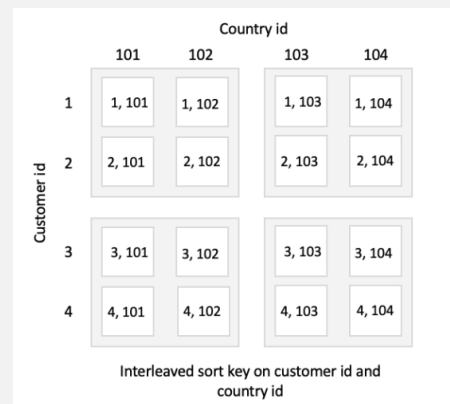 Country id
101 102 103 104
Customer id
1 1, 101 1, 102 1, 103 1, 104
2 2, 101 2, 102 2, 103 2, 104
3 3, 101 3, 102 3, 103 3, 104
4 4, 101 4, 102 4, 103 4, 104
Interleaved sort key on customer id and
country id